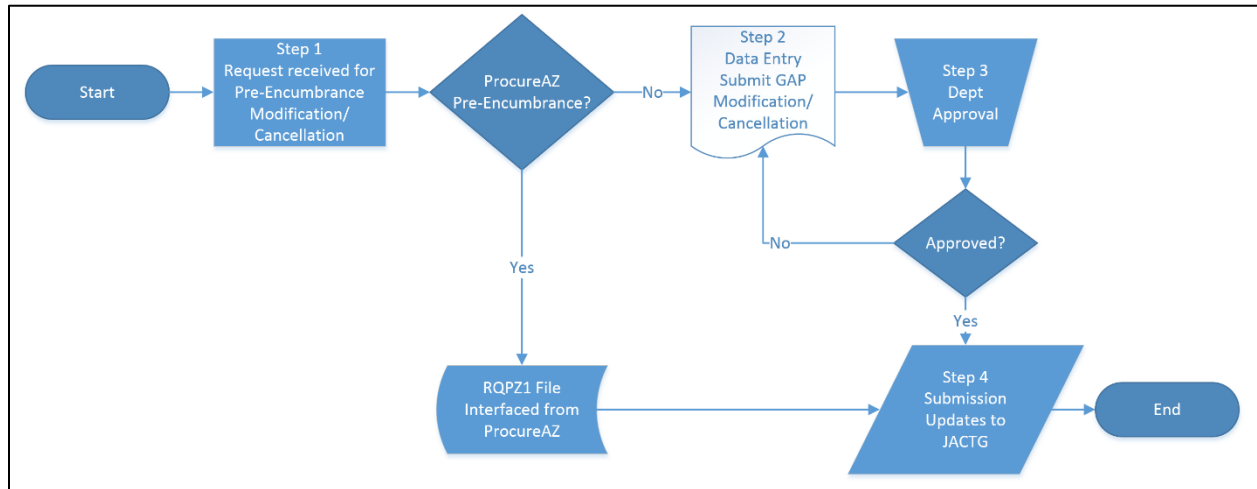 Start
Step 1
Request received for
Pre-Encumbrance
Modification/
Cancellation
ProcureAZ
Pre-Encumbrance?
No
Step 2
Data Entry
Submit GAP
Modification/
Cancellation
Step 3
Dept
Approval
Approved?
No
Yes
Yes
RQPZ1 File
Interfaced from
ProcureAZ
Step 4
Submission
Updates to
JACTG
End